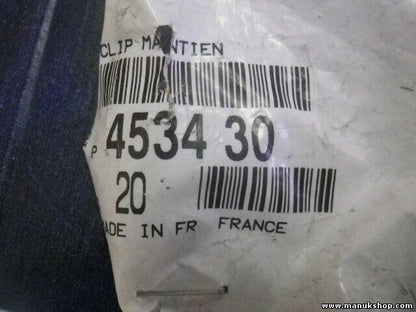 CLIP MAINTIEN
P 4534 30
20
MADE IN FR FRANCE
www.manukshop.com